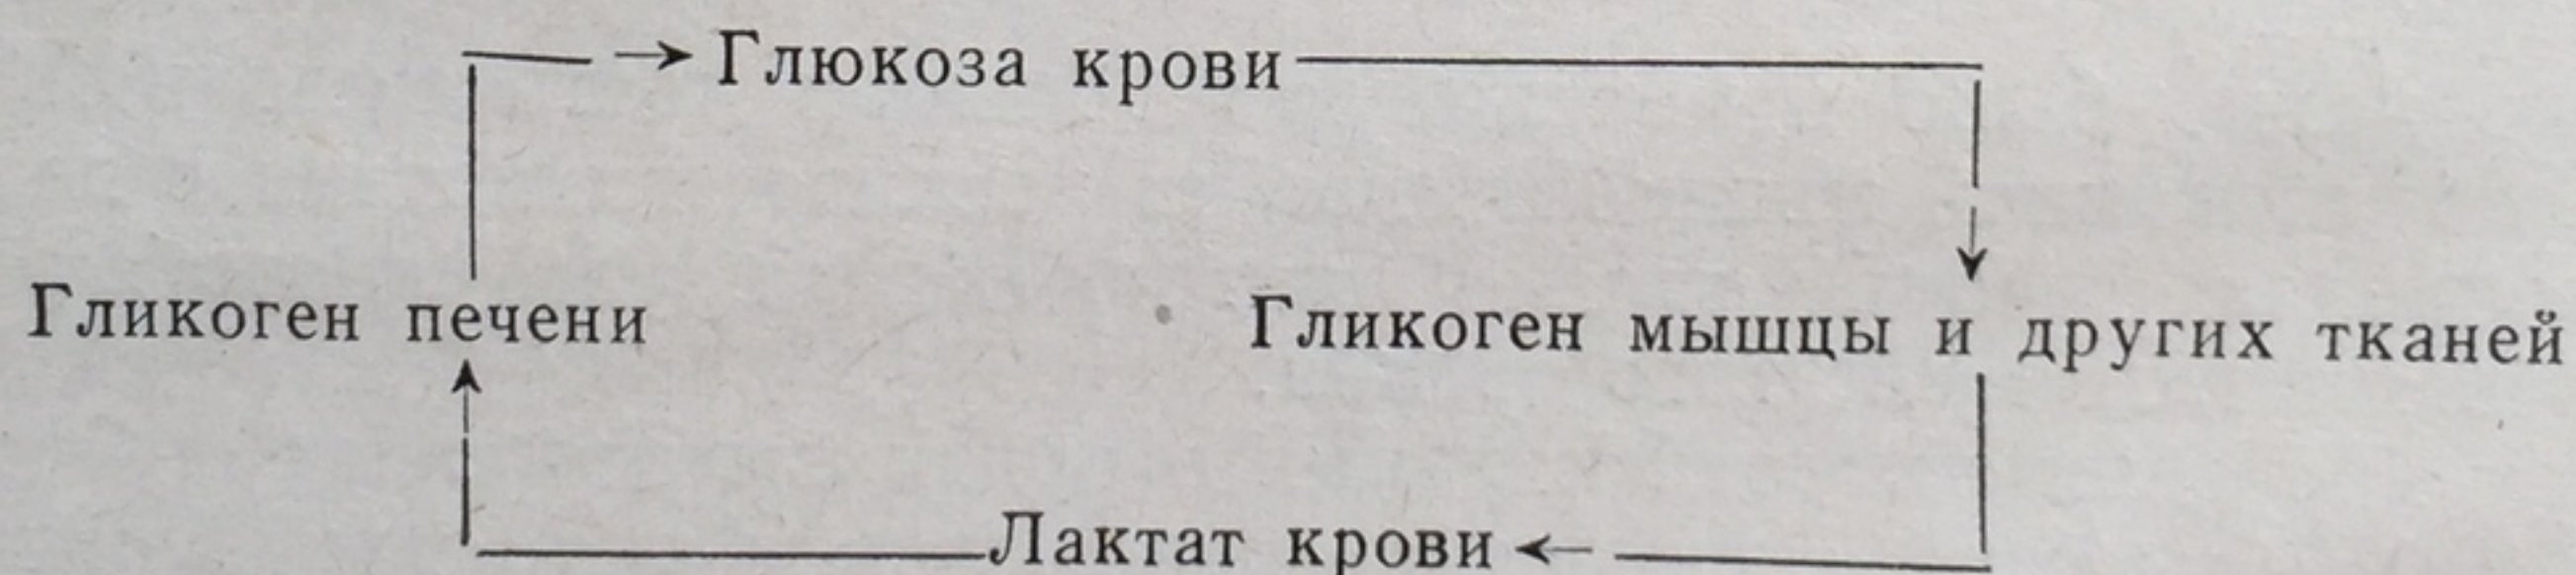 Глюкоза крови
Гликоген печени
Гликоген мышцы и других тканей
Лактат крови